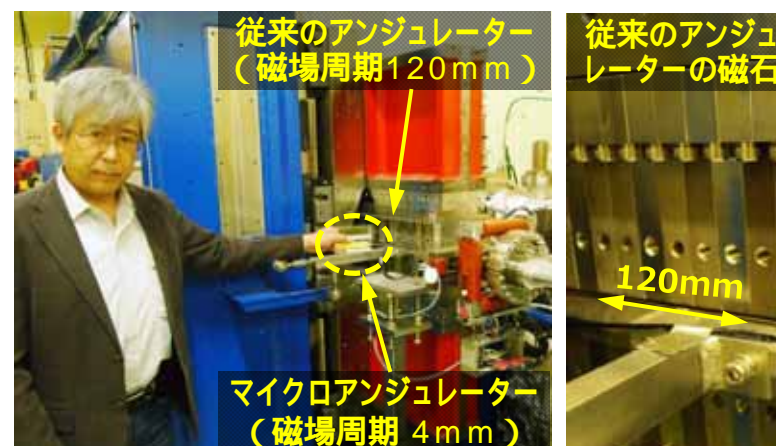 従来のアンジュレーター
（磁場周期120mm）
マイクロアンジュレーター
（磁場周期 4mm）
従来のアンジュ
レーターの磁石
120mm